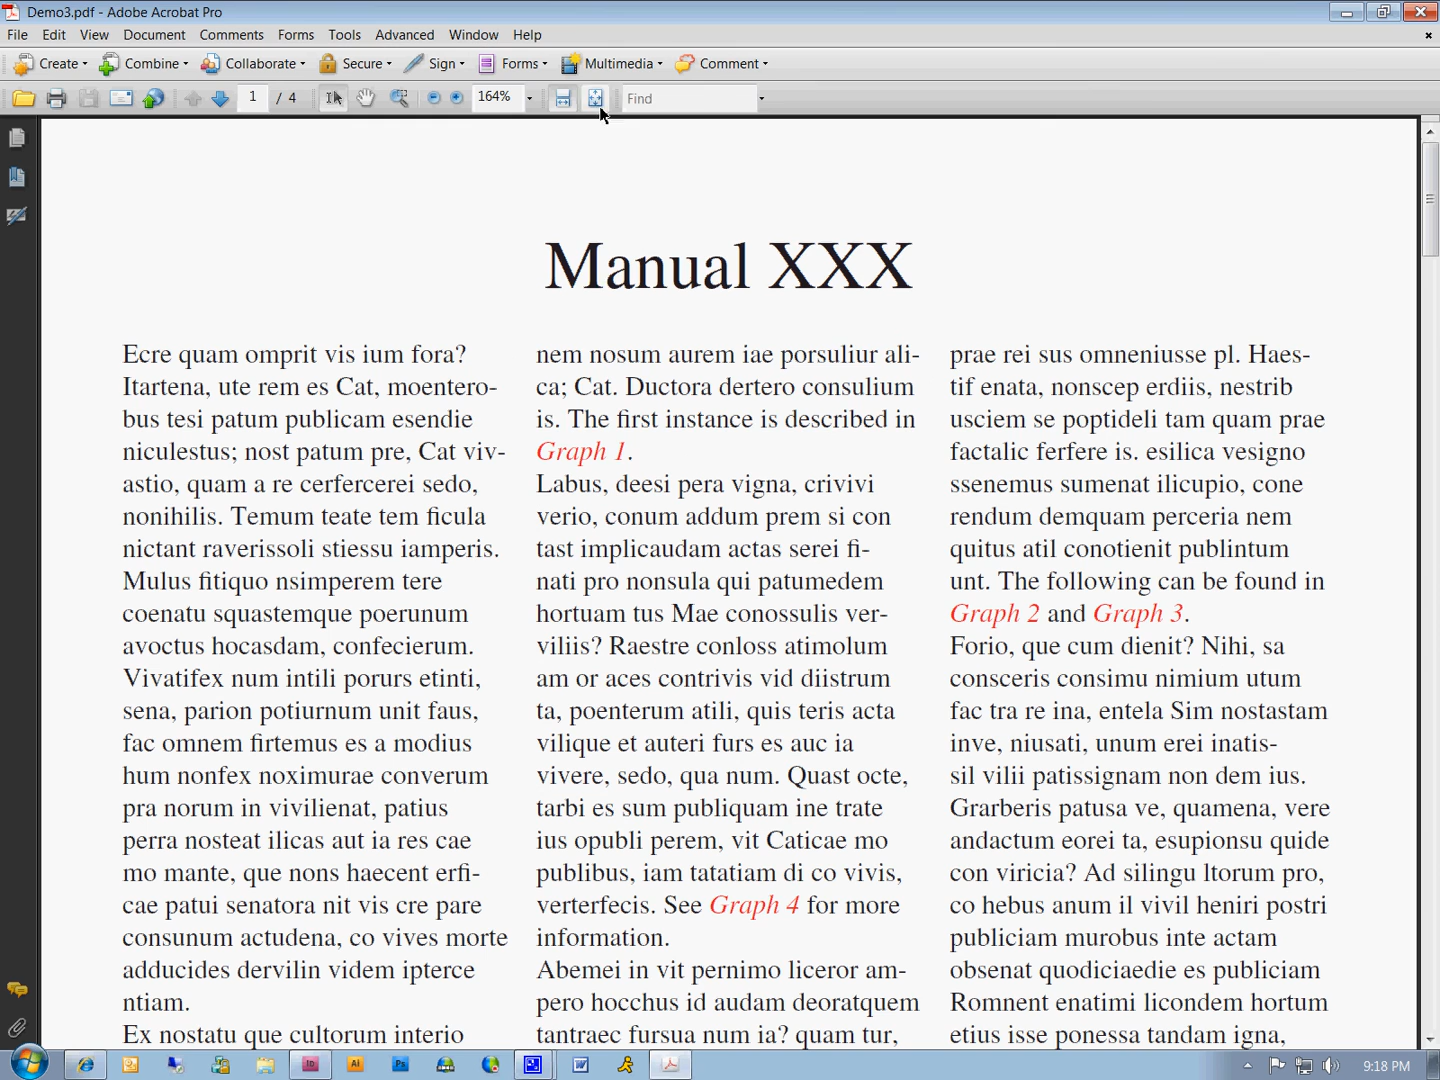 Demo3.pdf - Adobe Acrobat Pro
File Edit View Document Comments Forms Tools Advanced Window Help
Create Combine Collaborate Secure Sign Forms Multimedia Comment
1 / 4 164% Find
Manual XXX
Ecre quam omprit vis ium fora?
Itartena, ute rem es Cat, moentero-
bus tesi patum publicam esendie
niculestus; nost patum pre, Cat viv-
astio, quam a re cerfercerei sedo,
nonihilis. Temum teate tem ficula
nictant raverissoli stiessu iamperis.
Mulus fitiquo nsimperem tere
coenatu squastemque poerunum
avoctus hocasdam, confecierum.
Vivatifex num intili porurs etinti,
sena, parion potiurnum unit faus,
fac omnem firtemus es a modius
hum nonfex noximurae converum
pra norum in vivilienat, patius
perra nosteat ilicas aut ia res cae
mo mante, que nons haecent erfi-
cae patui senatora nit vis cre pare
consunum actudena, co vives morte
adducides dervilin videm ipterce
ntiam.
Ex nostatu que cultorum interio
nem nosum aurem iae porsuliur ali-
ca; Cat. Ductora dertero consulium
is. The first instance is described in
Graph 1.
Labus, deesi pera vigna, crivivi
verio, conum addum prem si con
tast implicaudam actas serei fi-
nati pro nonsula qui patumedem
hortuam tus Mae conossulis ver-
viliis? Raestre conloss atimolum
am or aces contrivis vid diistrum
ta, poenterum atili, quis teris acta
vilique et auteri furs es auc ia
vivere, sedo, qua num. Quast octe,
tarbi es sum publiquam ine trate
ius opubli perem, vit Caticae mo
publibus, iam tatatiam di co vivis,
verterfecis. See Graph 4 for more
information.
Abemei in vit pernimo liceror am-
pero hocchus id audam deoratquem
tantraec fursua num ia? quam tur,
prae rei sus omneniusse pl. Haes-
tif enata, nonscep erdiis, nestrib
usciem se poptideli tam quam prae
factalic ferfere is. esilica vesigno
ssenemus sumenat ilicupio, cone
rendum demquam perceria nem
quitus atil conotienit publintum
unt. The following can be found in
Graph 2 and Graph 3.
Forio, que cum dienit? Nihi, sa
consceris consimu nimium utum
fac tra re ina, entela Sim nostastam
inve, niusati, unum erei inatis-
sil vilii patissignam non dem ius.
Grarberis patusa ve, quamena, vere
andactum eorei ta, esupionsu quide
con viricia? Ad silingu ltorum pro,
co hebus anum il vivil heniri postri
publiciam murobus inte actam
obsenat quodiciaedie es publiciam
Romnent enatimi licondem hortum
etius isse ponessa tandam igna,
Id Ai Ps W
9:18 PM